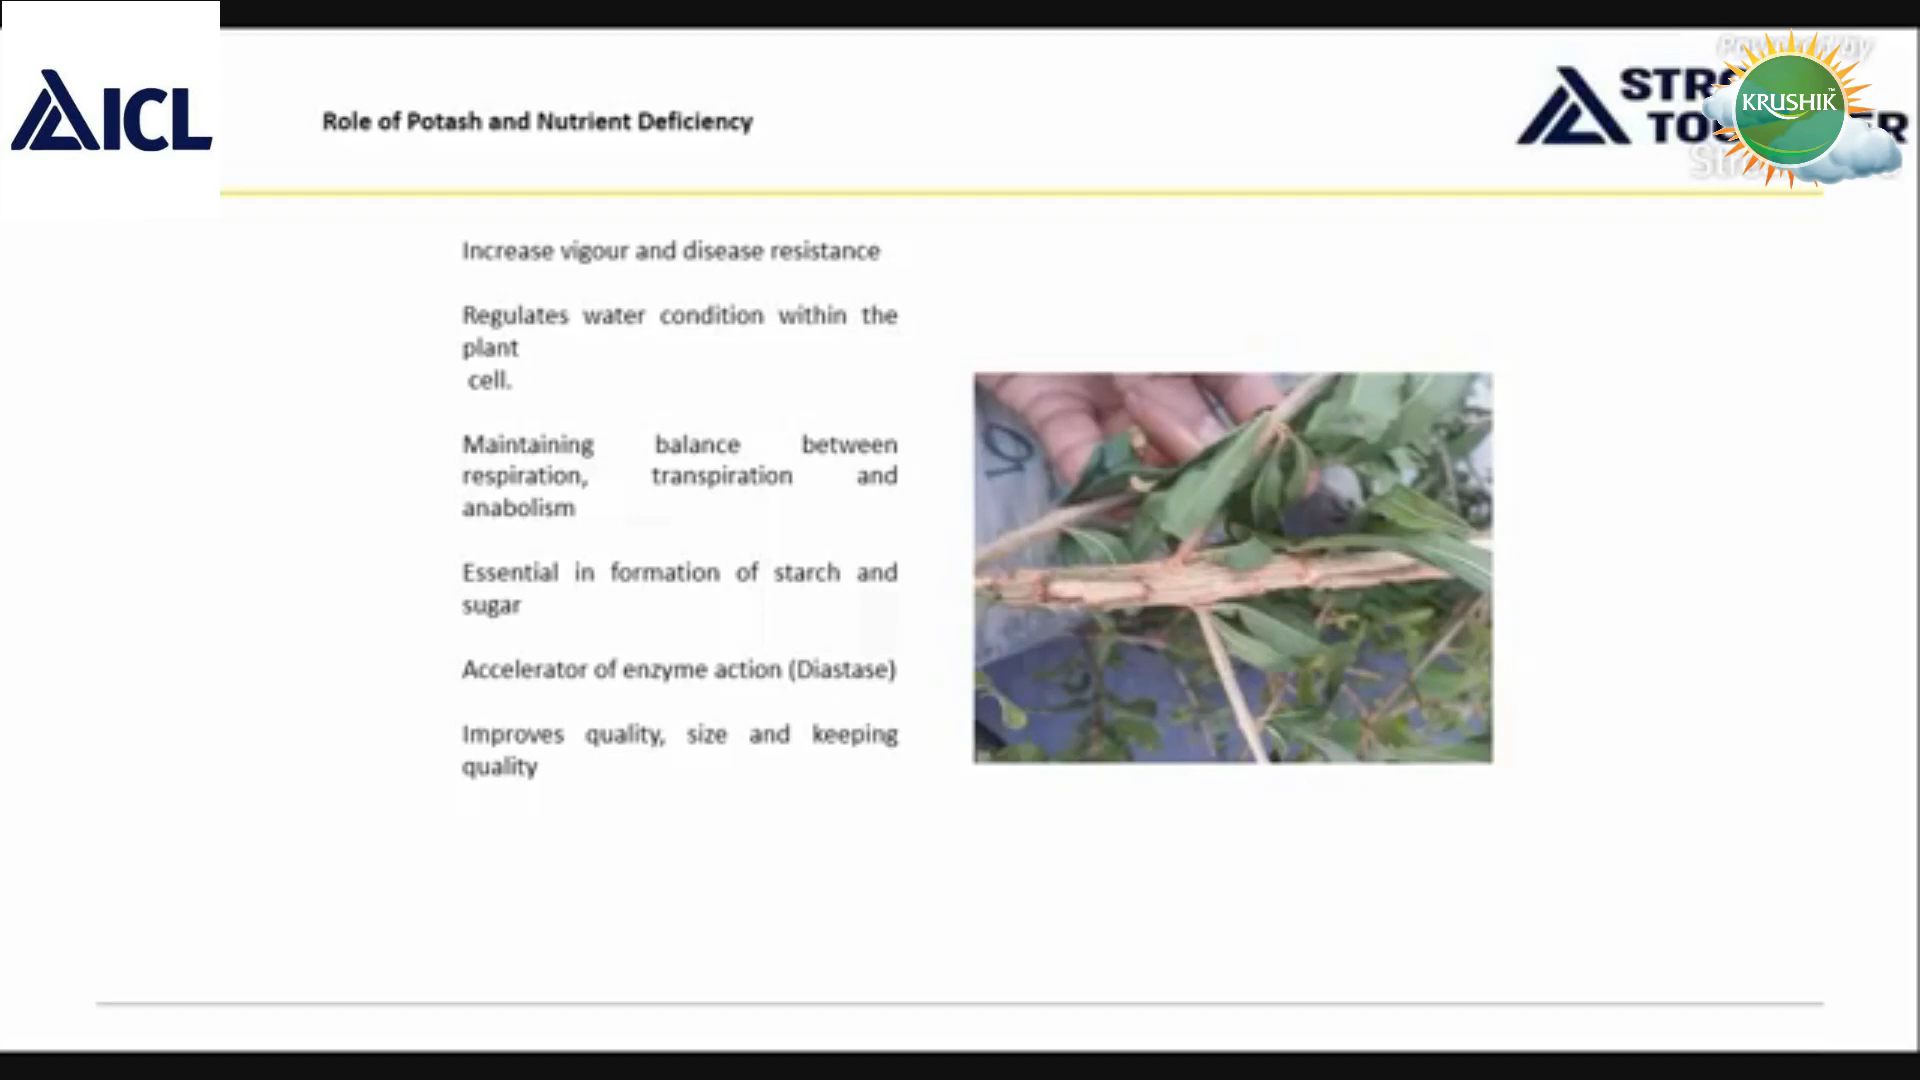 ICL
Role of Potash and Nutrient Deficiency
Powered by
KRUSHIK
Increase vigour and disease resistance
Regulates water condition within the
plant
cell.
Maintaining balance between
respiration, transpiration and
anabolism
Essential in formation of starch and
sugar
Accelerator of enzyme action (Diastase)
Improves quality, size and keeping
quality